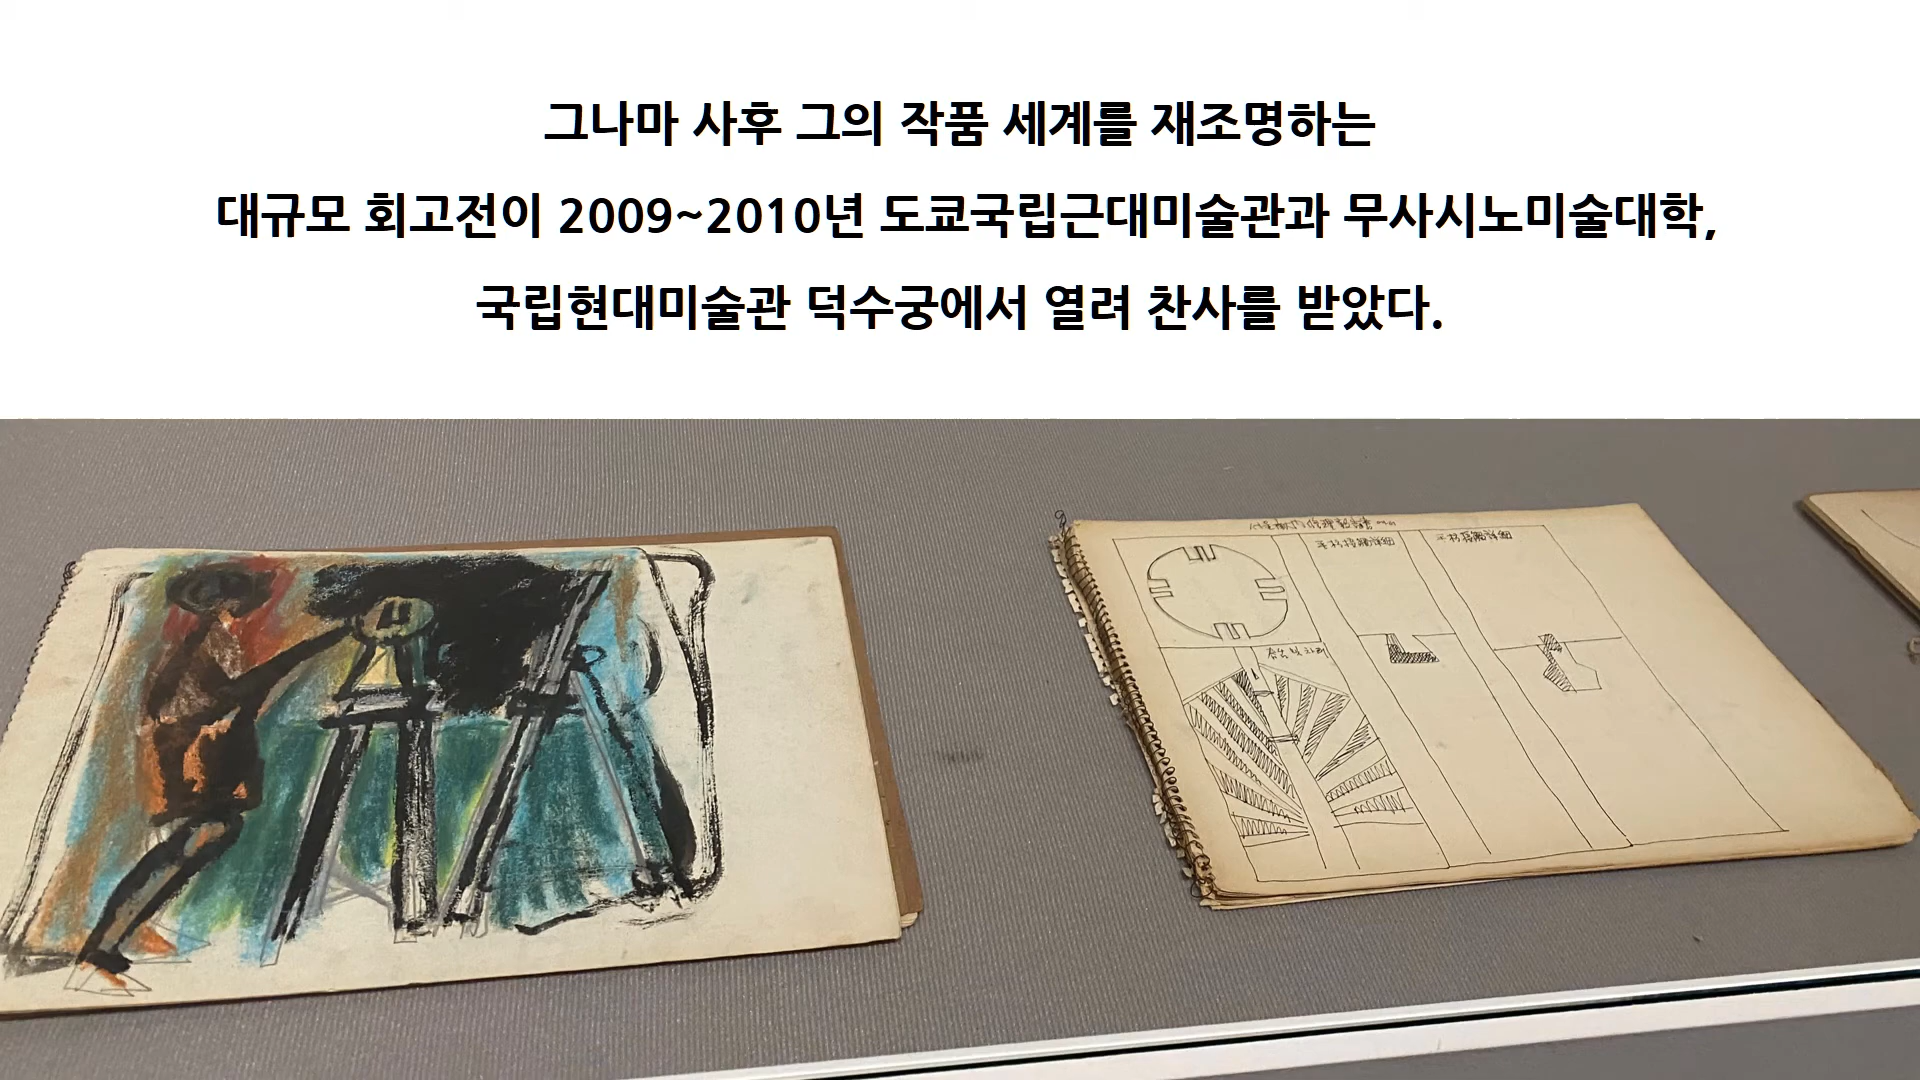 그나마 사후 그의 작품 세계를 재조명하는
대규모 회고전이 2009~2010년 도쿄국립근대미술관과 무사시노미술대학,
국립현대미술관 덕수궁에서 열려 찬사를 받았다.